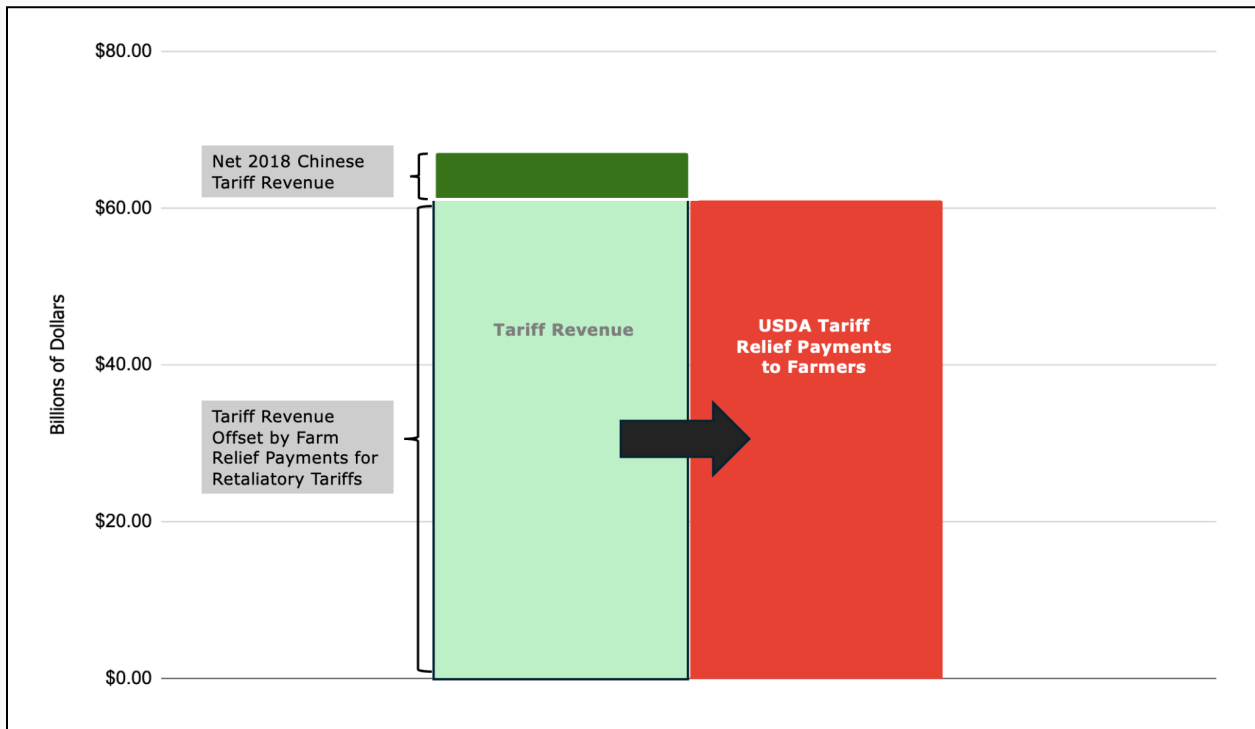 $80.00
Net 2018 Chinese
Tariff Revenue
$60.00
Tariff Revenue
USDA Tariff
Relief Payments
to Farmers
$40.00
Billions of Dollars
Tariff Revenue
Offset by Farm
Relief Payments for
Retaliatory Tariffs
$20.00
$0.00